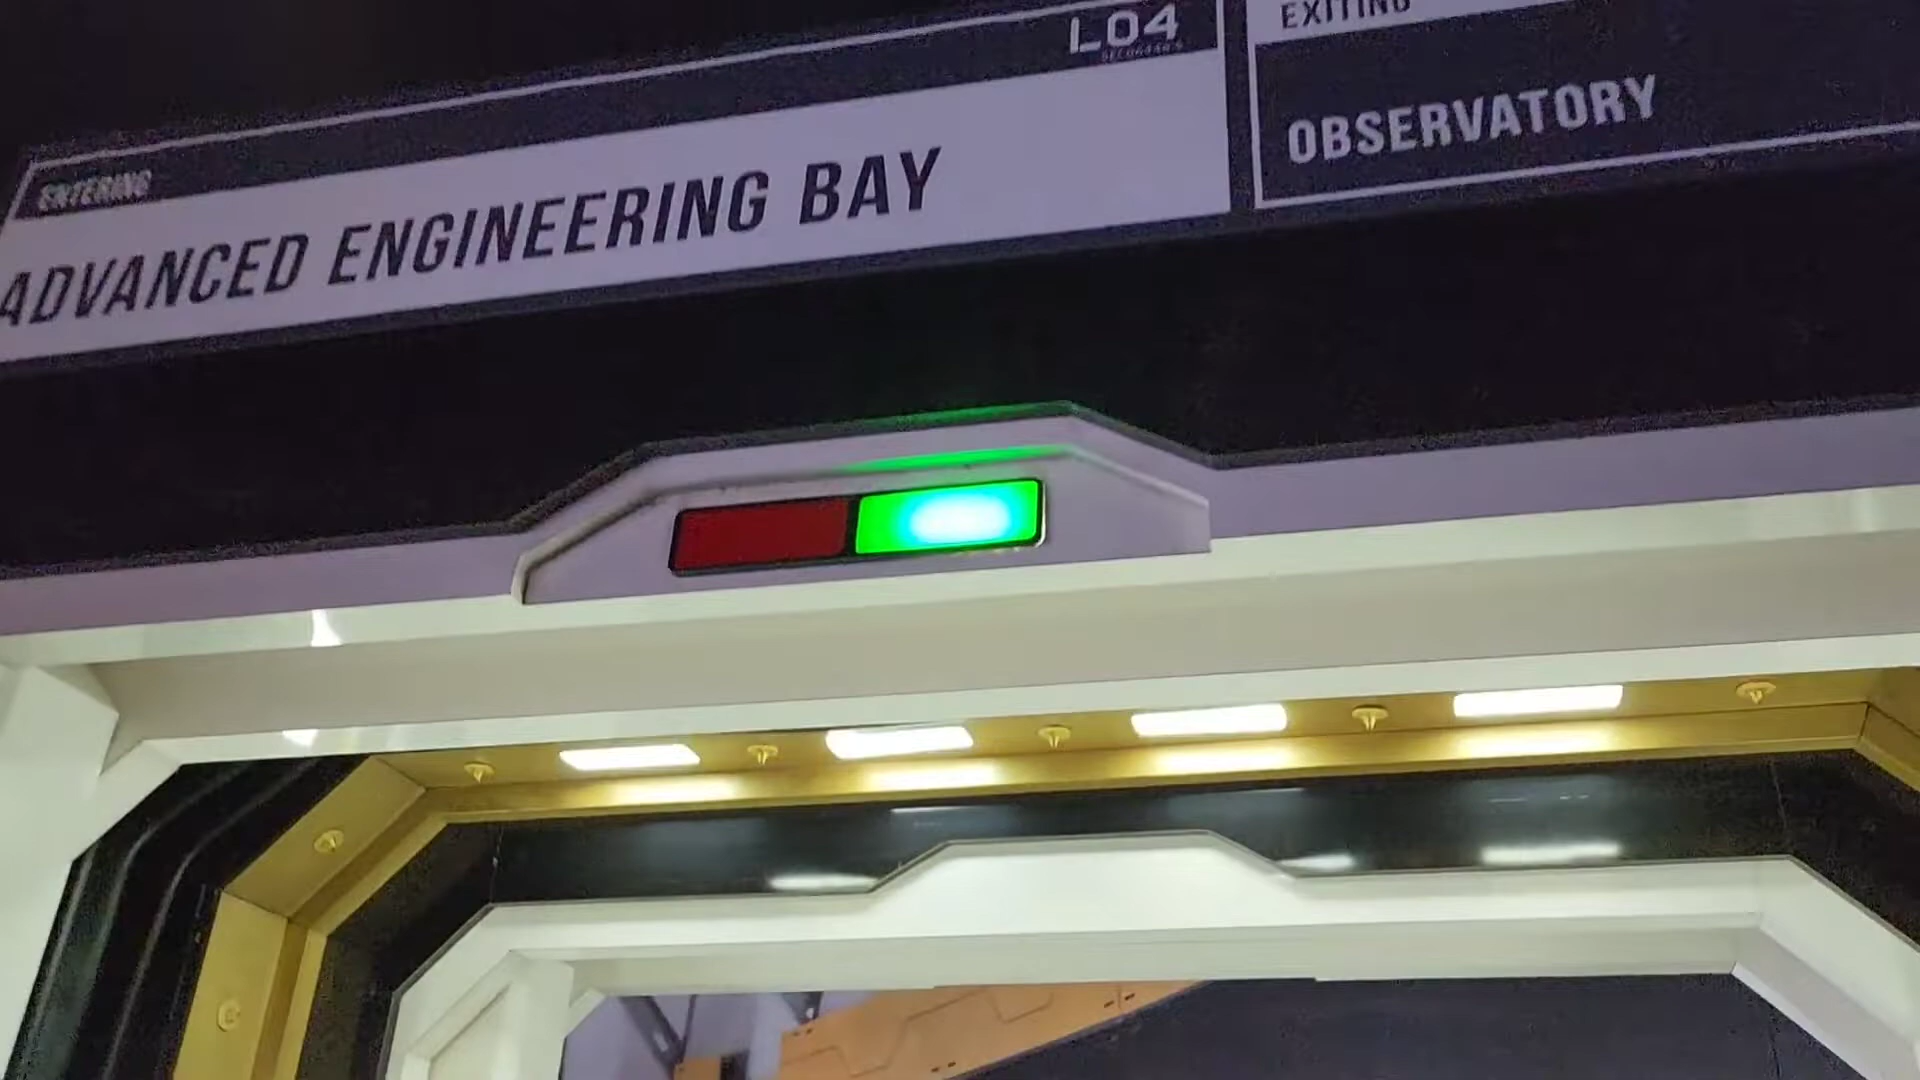 ENTERING
L04
ADVANCED ENGINEERING BAY
EXITING
OBSERVATORY